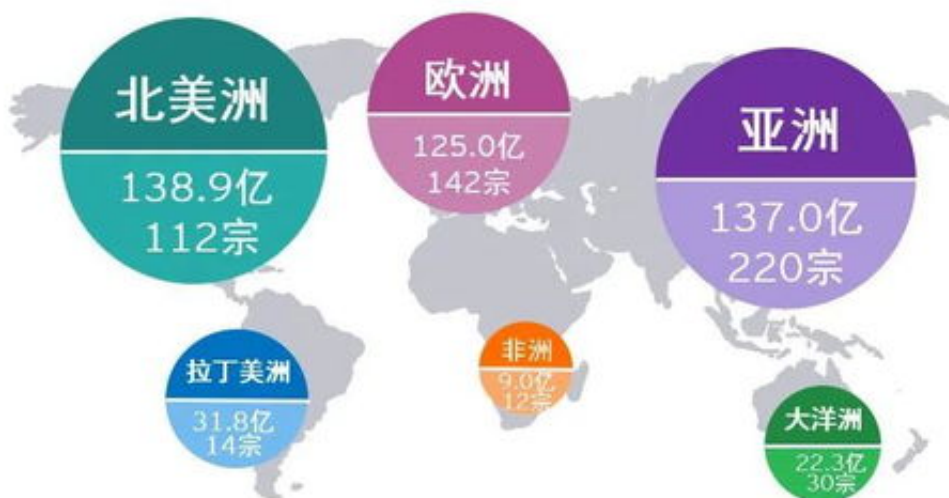 北美洲
138.9亿
112宗
欧洲
125.0亿
142宗
亚洲
137.0亿
220宗
拉丁美洲
31.8亿
14宗
非洲
9.0亿
12宗
大洋洲
22.3亿
30宗